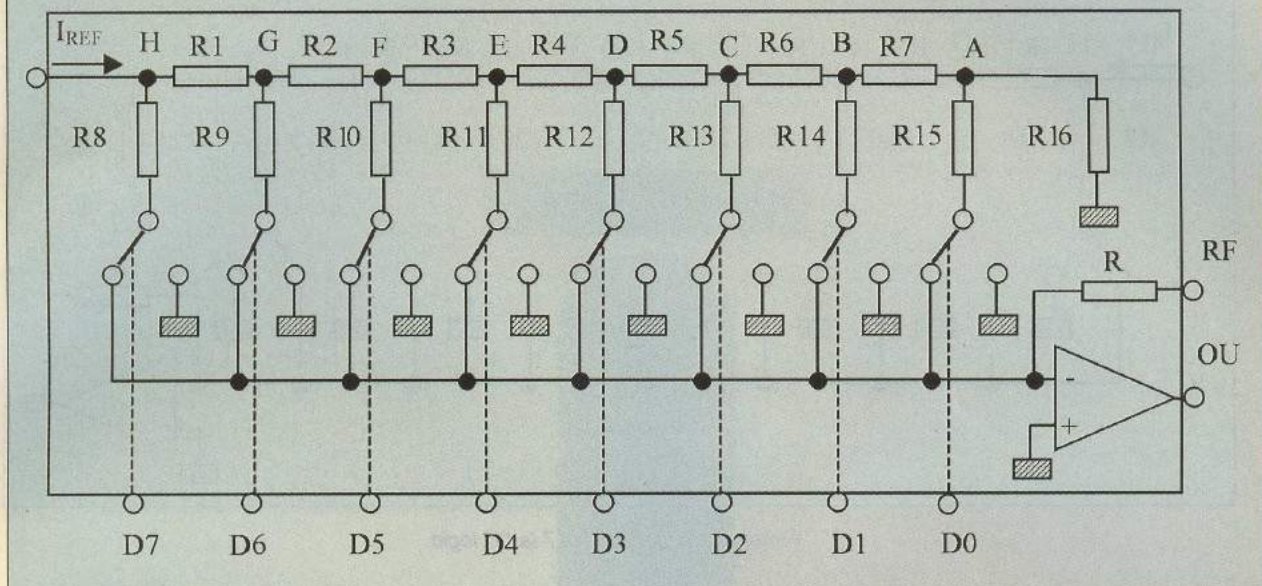 I_REF H R1 G R2 F R3 E R4 D R5 C R6 B R7 A
R8 R9 R10 R11 R12 R13 R14 R15 R16
R RF
OU
-
+
D7 D6 D5 D4 D3 D2 D1 D0